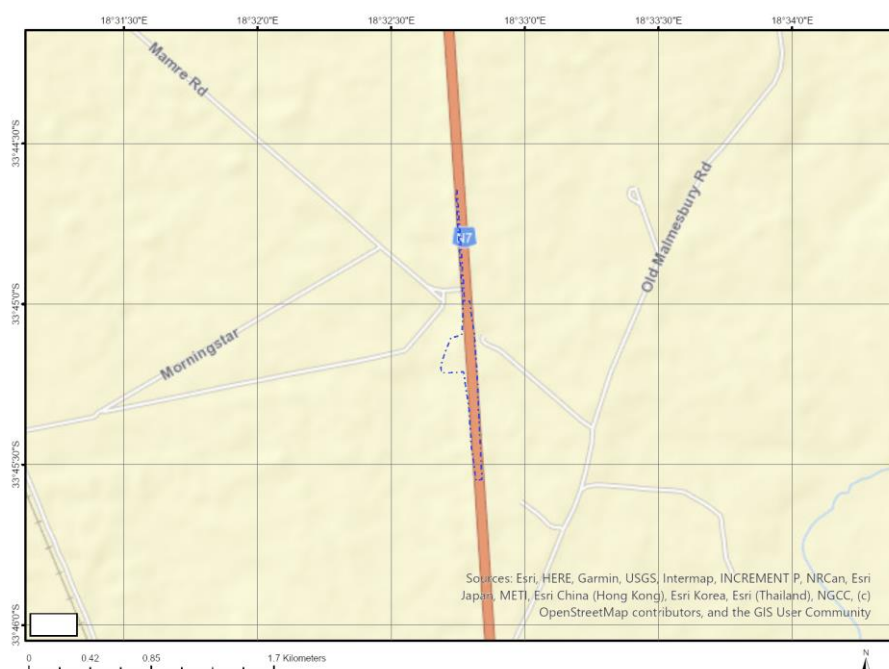 18°31'30"E 18°32'0"E 18°32'30"E 18°33'0"E 18°33'30"E 18°34'0"E
Mamre Rd
33°44'30"S
N7
Old Malmesbury Rd
33°45'0"S
Morningstar
33°45'30"S
Sources: Esri, HERE, Garmin, USGS, Intermap, INCREMENT P, NRCan, Esri
Japan, METI, Esri China (Hong Kong), Esri Korea, Esri (Thailand), NGCC, (c)
OpenStreetMap contributors, and the GIS User Community
33°46'0"S
0 0.42 0.85 1.7 Kilometers
N